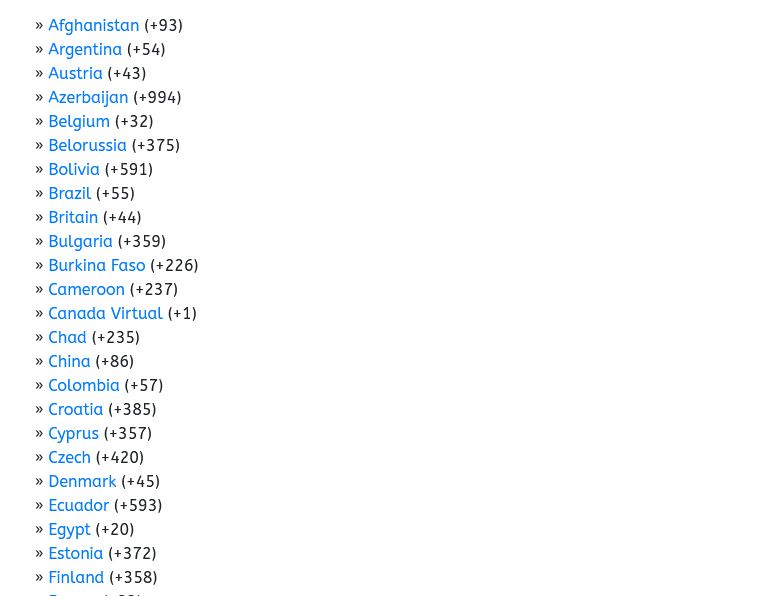 » Afghanistan (+93)
» Argentina (+54)
» Austria (+43)
» Azerbaijan (+994)
» Belgium (+32)
» Belorussia (+375)
» Bolivia (+591)
» Brazil (+55)
» Britain (+44)
» Bulgaria (+359)
» Burkina Faso (+226)
» Cameroon (+237)
» Canada Virtual (+1)
» Chad (+235)
» China (+86)
» Colombia (+57)
» Croatia (+385)
» Cyprus (+357)
» Czech (+420)
» Denmark (+45)
» Ecuador (+593)
» Egypt (+20)
» Estonia (+372)
» Finland (+358)